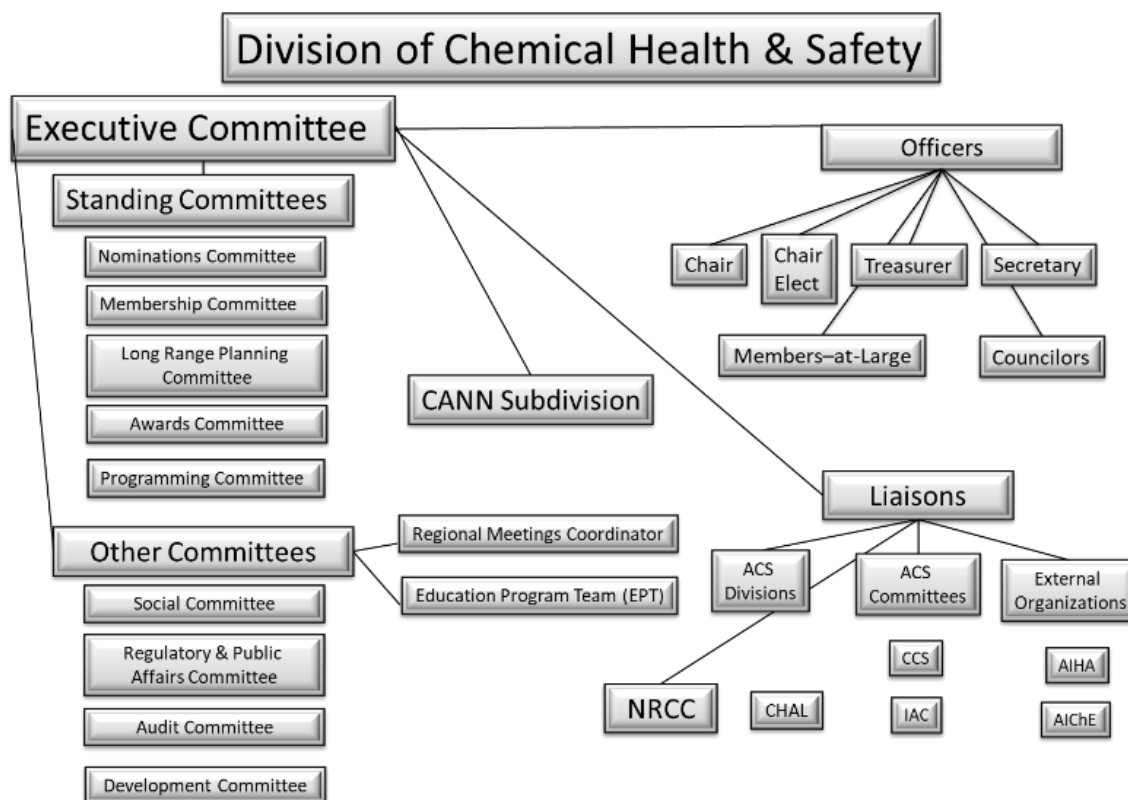 Division of Chemical Health & Safety
Executive Committee
Officers
Standing Committees
Nominations Committee
Membership Committee
Long Range Planning
Committee
Awards Committee
Programming Committee
Chair
Chair
Elect
Treasurer
Secretary
Members–at-Large
Councilors
CANN Subdivision
Other Committees
Regional Meetings Coordinator
Education Program Team (EPT)
Social Committee
Regulatory & Public
Affairs Committee
Audit Committee
Development Committee
Liaisons
ACS
Divisions
ACS
Committees
External
Organizations
CCS
AIHA
NRCC
CHAL
IAC
AIChE